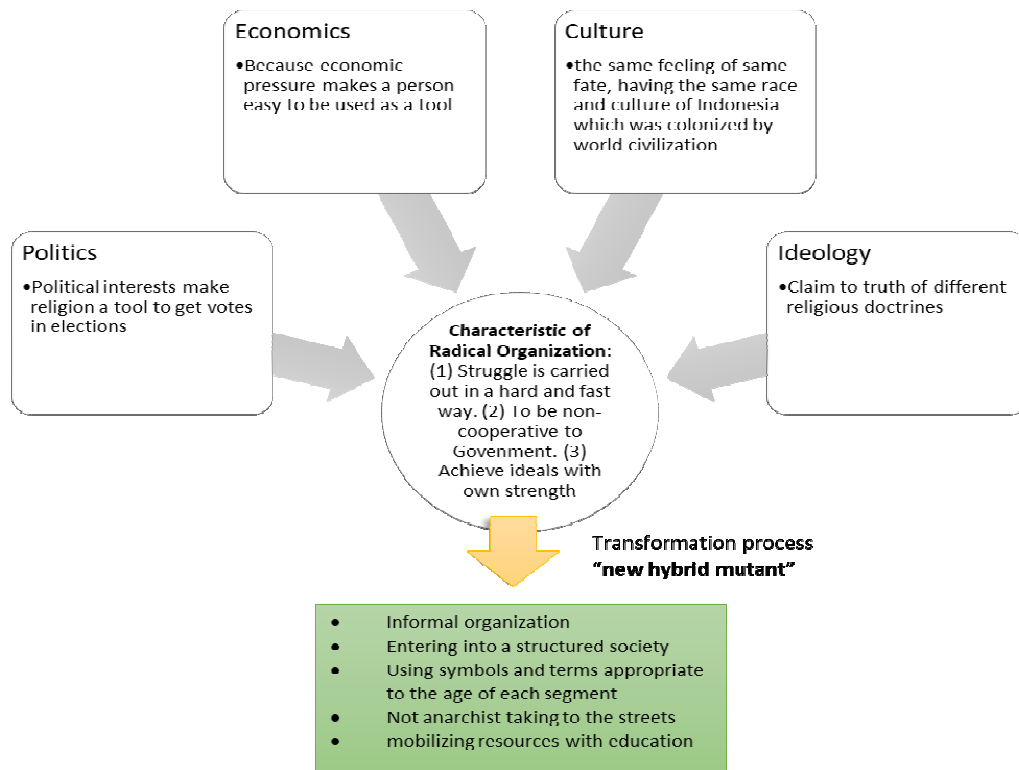 Economics
•Because economic
pressure makes a person
easy to be used as a tool
Culture
•the same feeling of same
fate, having the same race
and culture of Indonesia
which was colonized by
world civilization
Politics
•Political interests make
religion a tool to get votes
in elections
Ideology
•Claim to truth of different
religious doctrines
Characteristic of
Radical Organization:
(1) Struggle is carried
out in a hard and fast
way. (2) To be non-
cooperative to
Govenment. (3)
Achieve ideals with
own strength
Transformation process
“new hybrid mutant”
• Informal organization
• Entering into a structured society
• Using symbols and terms appropriate
to the age of each segment
• Not anarchist taking to the streets
• mobilizing resources with education